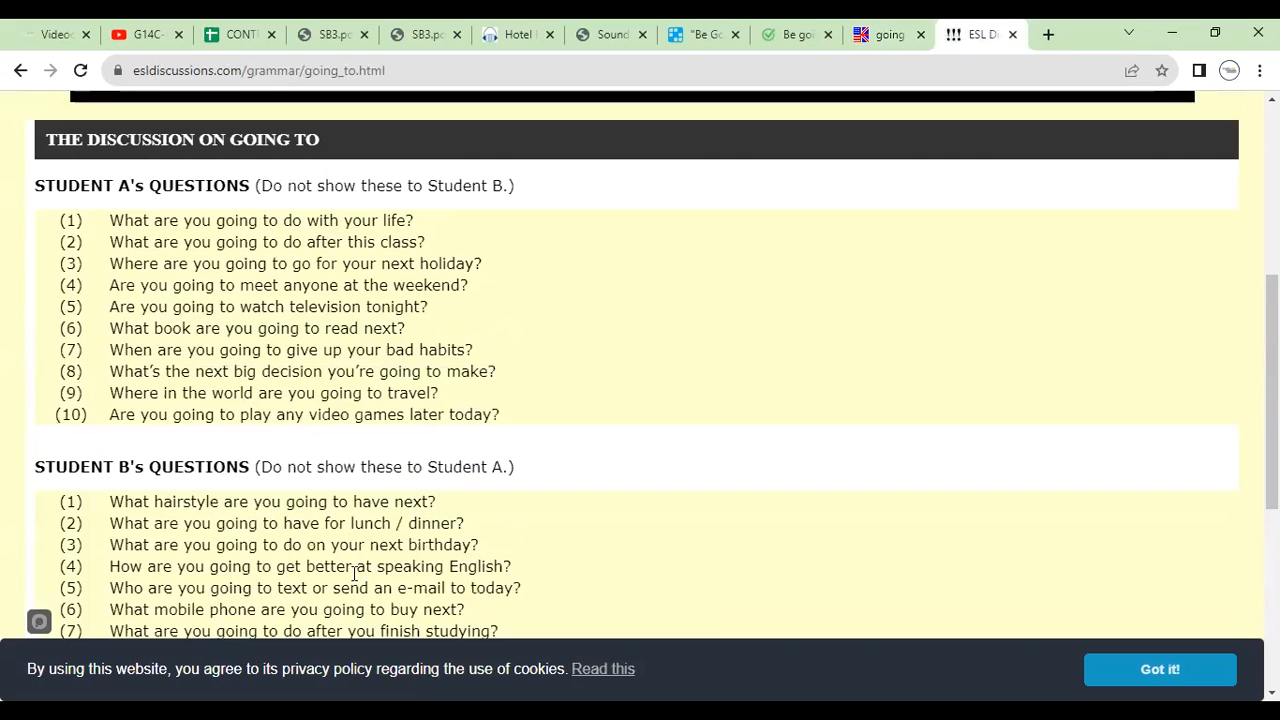 Videoc
G14C-
CONT
SB3.pc
SB3.pc
Hotel
Sound
"Be Go
Be goi
going
ESL Di
esldiscussions.com/grammar/going_to.html
THE DISCUSSION ON GOING TO
STUDENT A's QUESTIONS (Do not show these to Student B.)
(1) What are you going to do with your life?
(2) What are you going to do after this class?
(3) Where are you going to go for your next holiday?
(4) Are you going to meet anyone at the weekend?
(5) Are you going to watch television tonight?
(6) What book are you going to read next?
(7) When are you going to give up your bad habits?
(8) What's the next big decision you're going to make?
(9) Where in the world are you going to travel?
(10) Are you going to play any video games later today?
STUDENT B's QUESTIONS (Do not show these to Student A.)
(1) What hairstyle are you going to have next?
(2) What are you going to have for lunch / dinner?
(3) What are you going to do on your next birthday?
(4) How are you going to get better at speaking English?
(5) Who are you going to text or send an e-mail to today?
(6) What mobile phone are you going to buy next?
(7) What are you going to do after you finish studying?
By using this website, you agree to its privacy policy regarding the use of cookies. Read this
Got it!